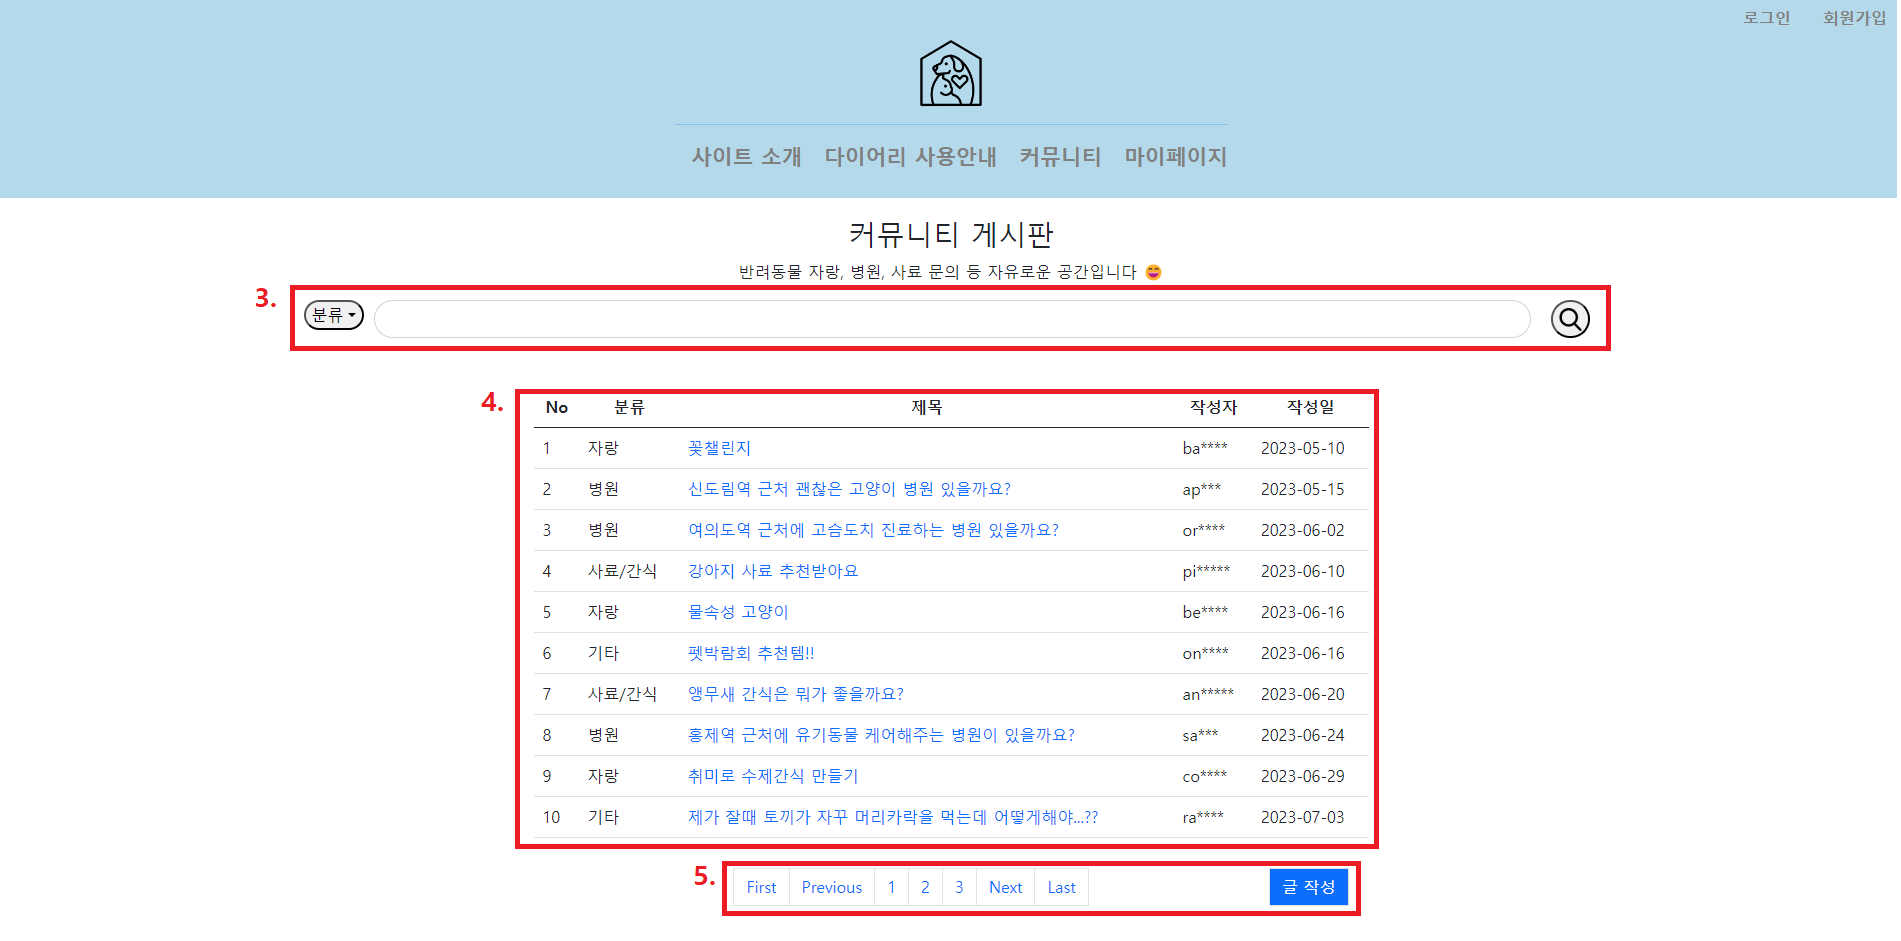 로그인 회원가입
사이트 소개 다이어리 사용안내 커뮤니티 마이페이지
커뮤니티 게시판
반려동물 자랑, 병원, 사료 문의 등 자유로운 공간입니다 😄
3.
분류
4.
No 분류 제목 작성자 작성일
1 자랑 꽃챌린지 ba**** 2023-05-10
2 병원 신도림역 근처 괜찮은 고양이 병원 있을까요? ap*** 2023-05-15
3 병원 여의도역 근처에 고슴도치 진료하는 병원 있을까요? or**** 2023-06-02
4 사료/간식 강아지 사료 추천받아요 pi***** 2023-06-10
5 자랑 물속성 고양이 be**** 2023-06-16
6 기타 펫박람회 추천템!! on**** 2023-06-16
7 사료/간식 앵무새 간식은 뭐가 좋을까요? an***** 2023-06-20
8 병원 홍제역 근처에 유기동물 케어해주는 병원이 있을까요? sa*** 2023-06-24
9 자랑 취미로 수제간식 만들기 co**** 2023-06-29
10 기타 제가 잘때 토끼가 자꾸 머리카락을 먹는데 어떻게해야...?? ra**** 2023-07-03
5.
First Previous 1 2 3 Next Last 글 작성